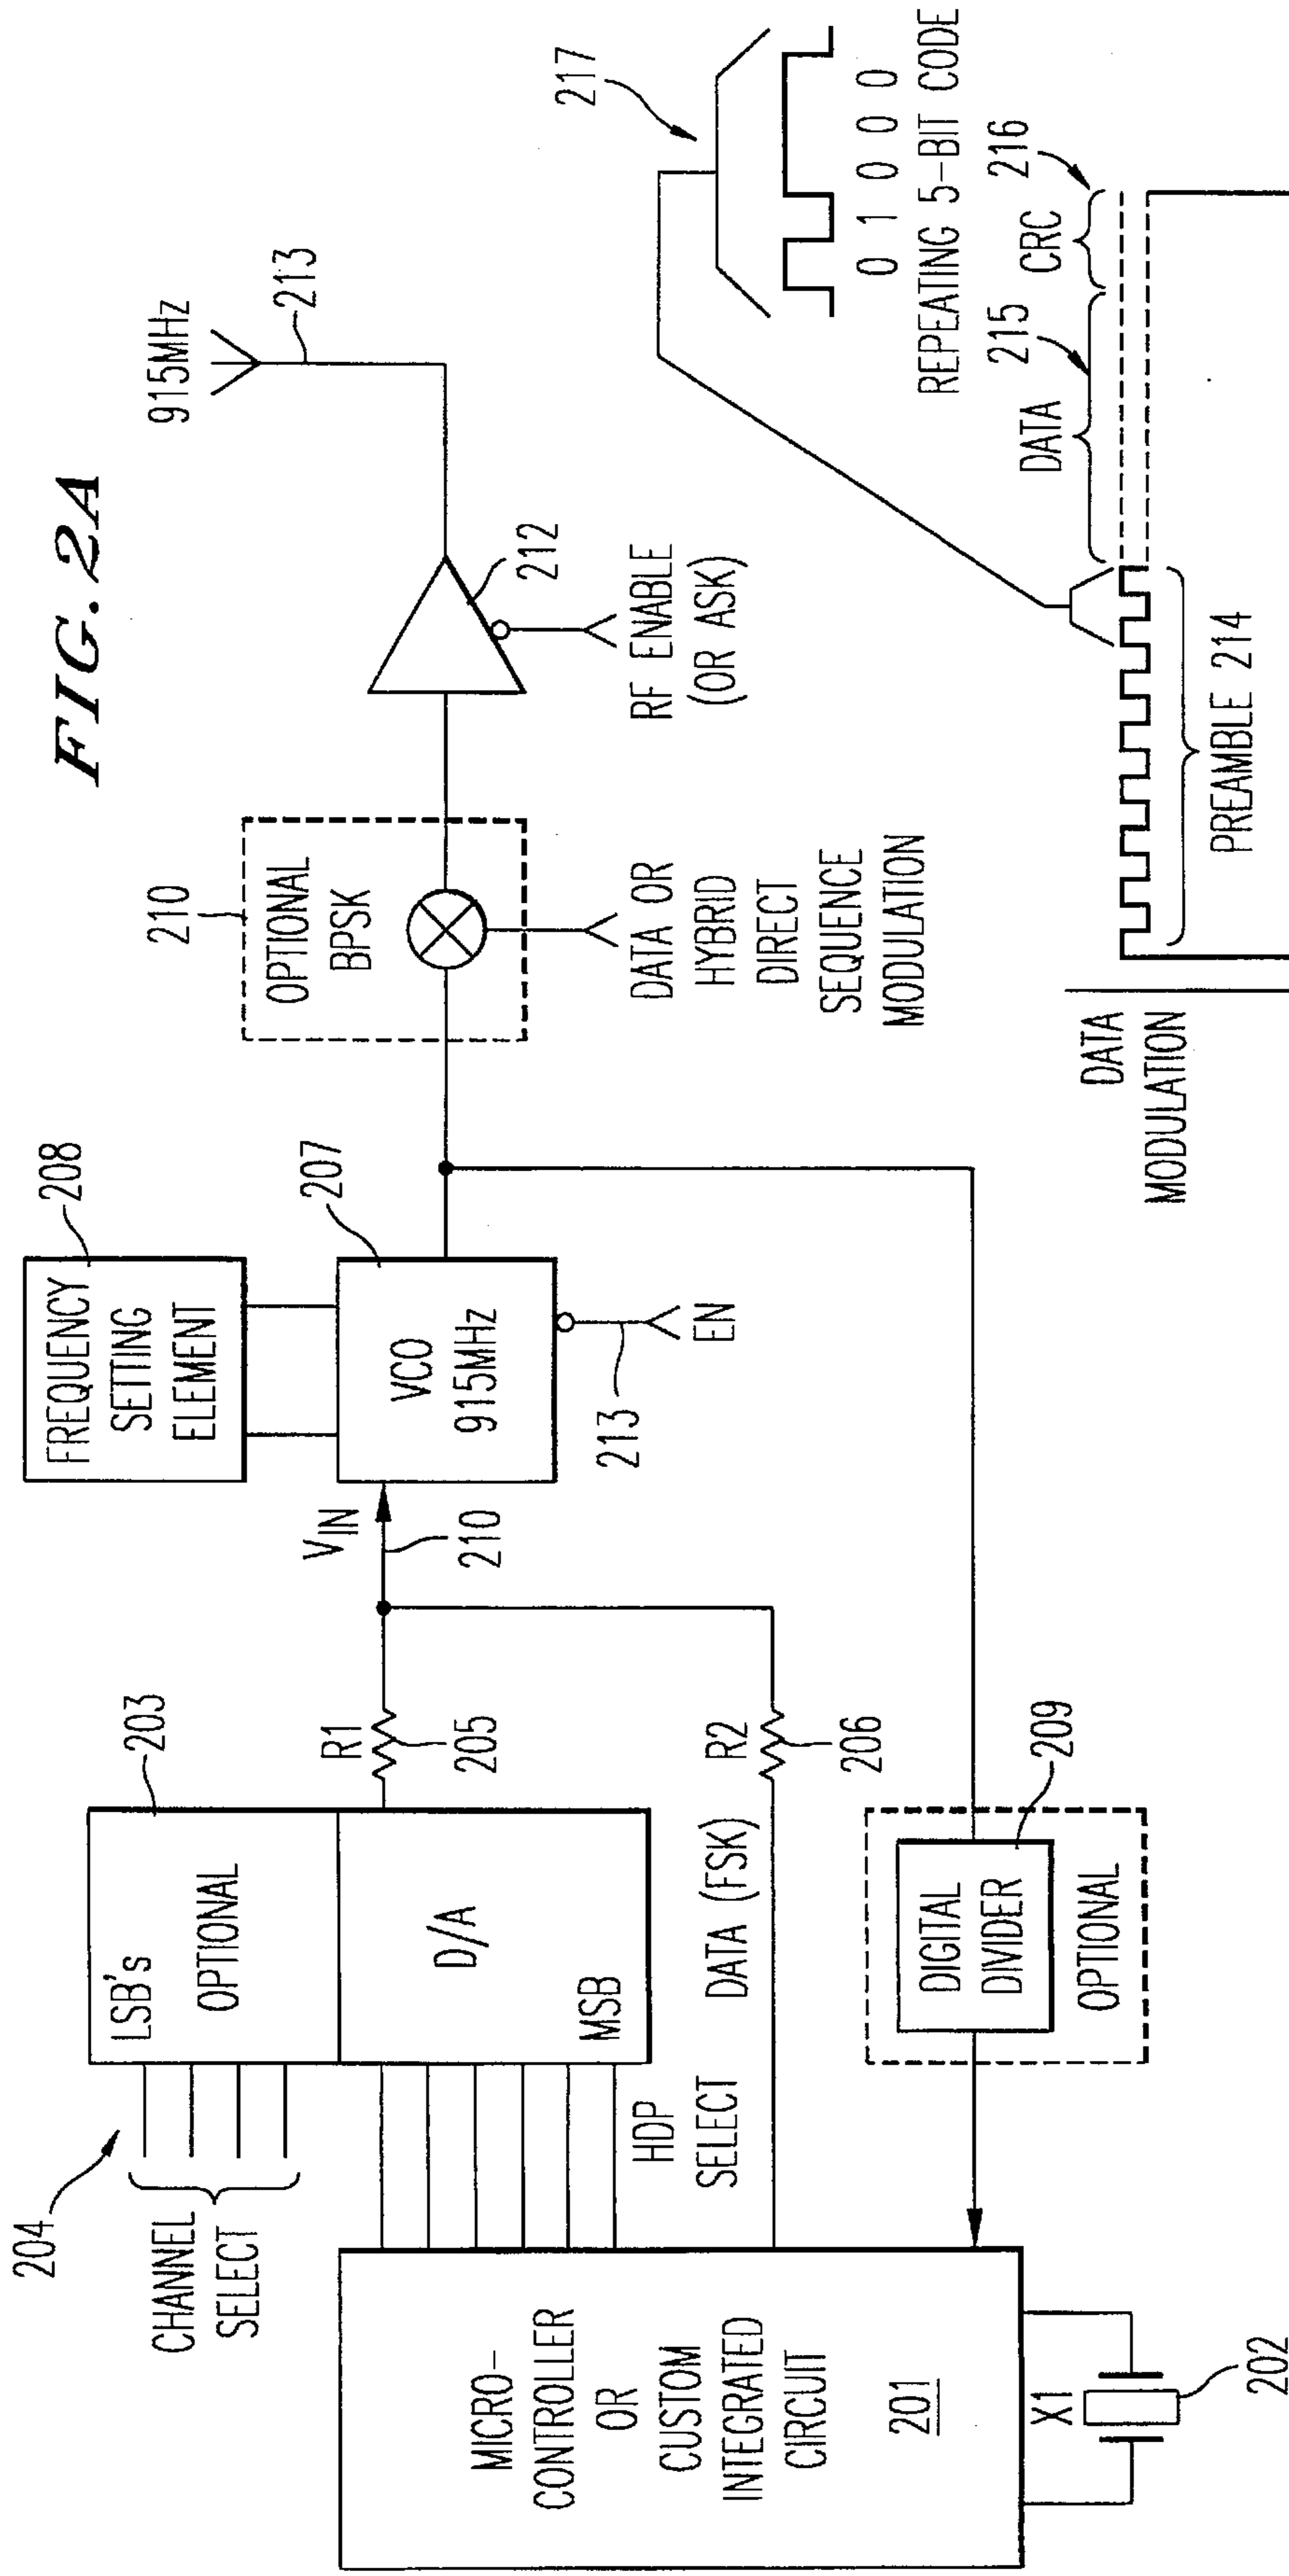 FIG. 2A
204
CHANNEL
SELECT
LSB's
OPTIONAL
203
D/A
MSB
HDP
SELECT
MICRO-
CONTROLLER
OR
CUSTOM
INTEGRATED
CIRCUIT
201
X1
202
R1
205
DATA (FSK)
R2
206
DIGITAL
DIVIDER
OPTIONAL
209
VIN
210
FREQUENCY
SETTING
ELEMENT
208
VCO
915MHz
207
213
EN
210
OPTIONAL
BPSK
DATA OR
HYBRID
DIRECT
SEQUENCE
MODULATION
212
RF ENABLE
(OR ASK)
915MHz
213
217
0 1 0 0 0
REPEATING 5-BIT CODE
DATA
MODULATION
PREAMBLE 214
DATA
215
CRC
216